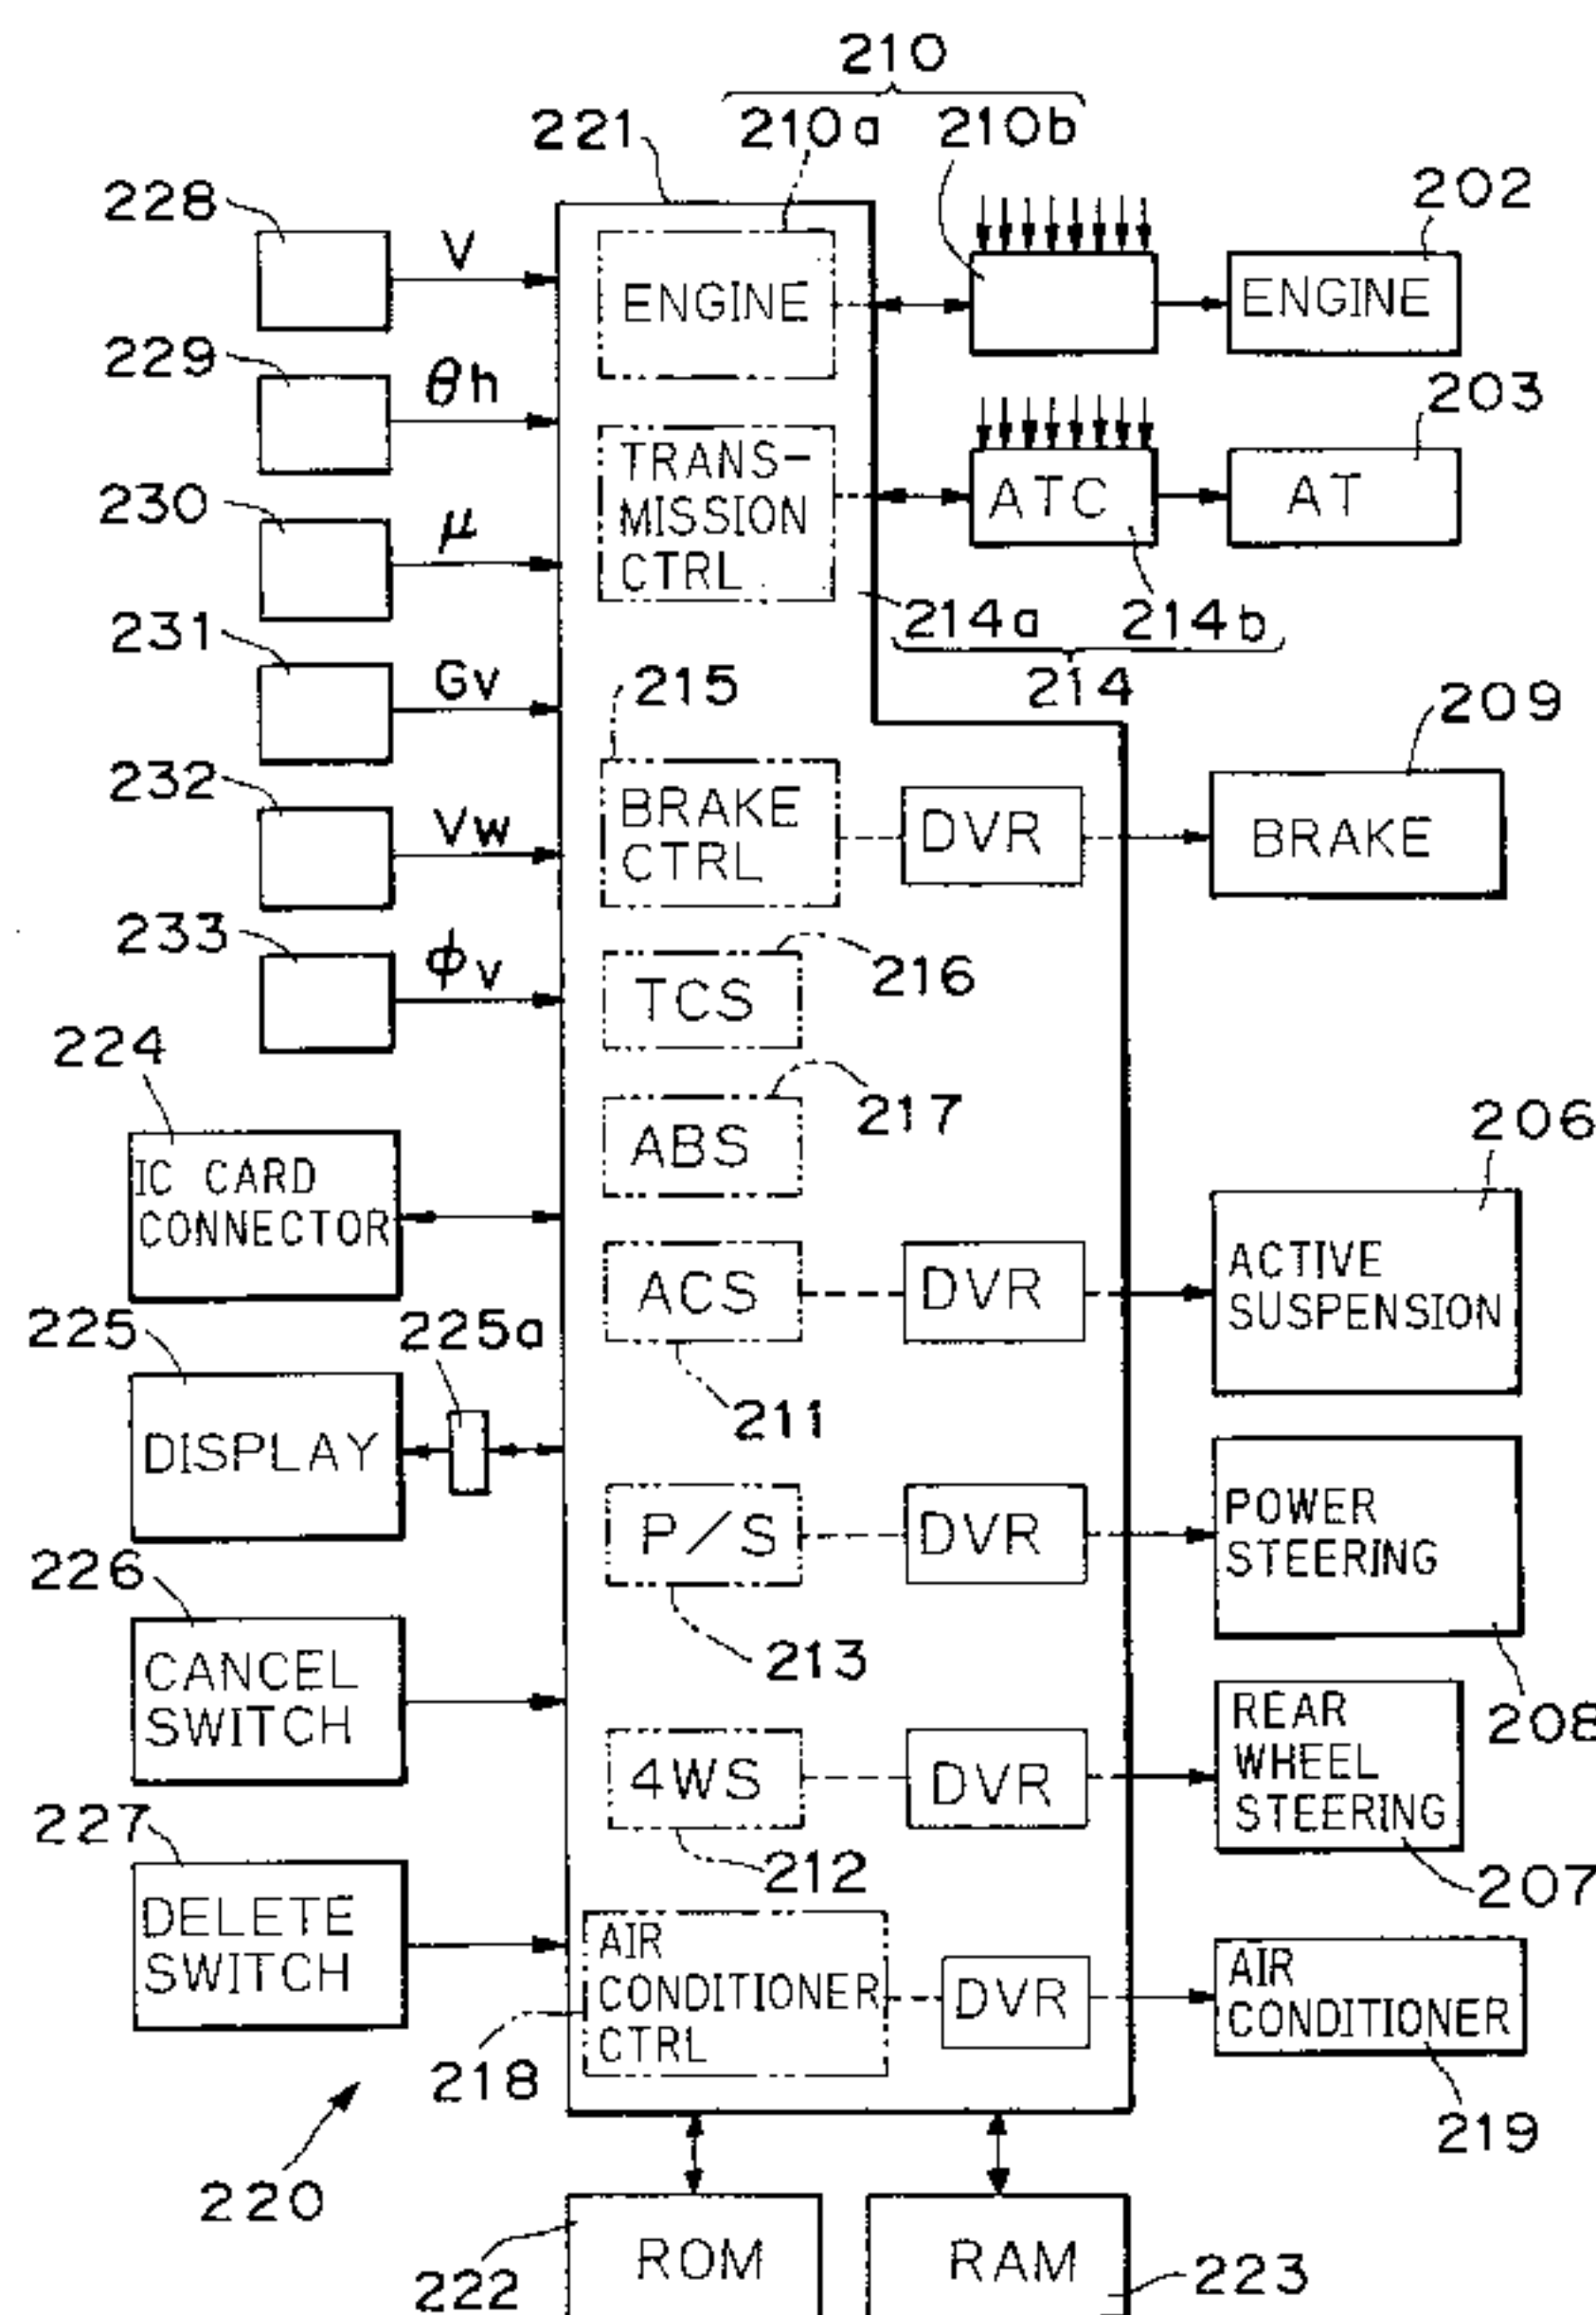 210
221
210a
210b
228
V
202
ENGINE
ENGINE
229
θh
203
TRANS-
MISSION
CTRL
ATC
AT
230
μ
214a
214b
214
231
Gv
215
209
232
Vw
BRAKE
CTRL
DVR
BRAKE
233
φv
TCS
216
224
IC CARD
CONNECTOR
ABS
217
206
ACS
DVR
ACTIVE
SUSPENSION
225
225a
211
DISPLAY
P/S
DVR
POWER
STEERING
226
213
208
CANCEL
SWITCH
4WS
DVR
REAR
WHEEL
STEERING
227
212
207
DELETE
SWITCH
AIR
CONDITIONER
CTRL
DVR
AIR
CONDITIONER
218
219
220
222
ROM
RAM
223